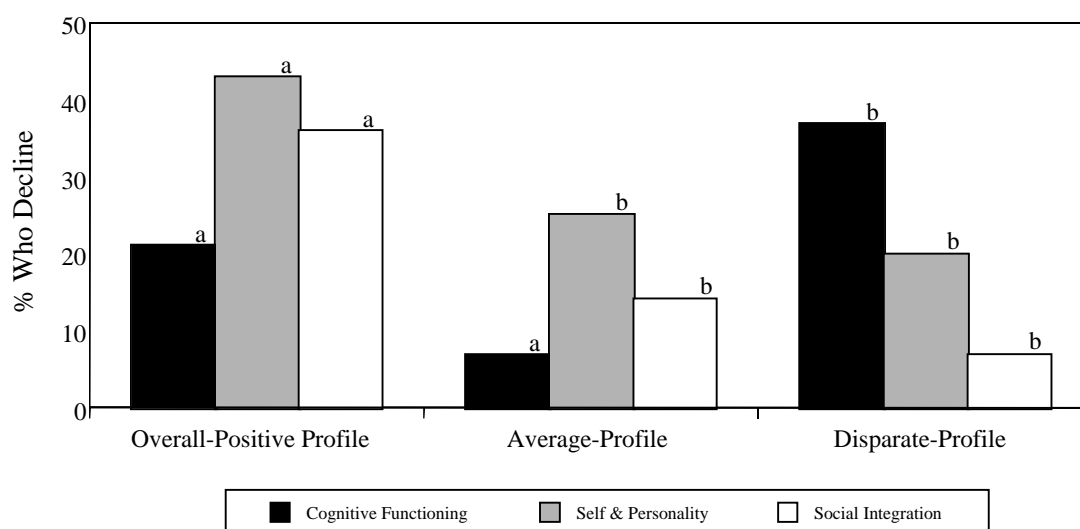 50
40
30
20
10
0
% Who Decline
a
a
a
a
b
b
b
b
b
Overall-Positive Profile
Average-Profile
Disparate-Profile
Cognitive Functioning
Self & Personality
Social Integration